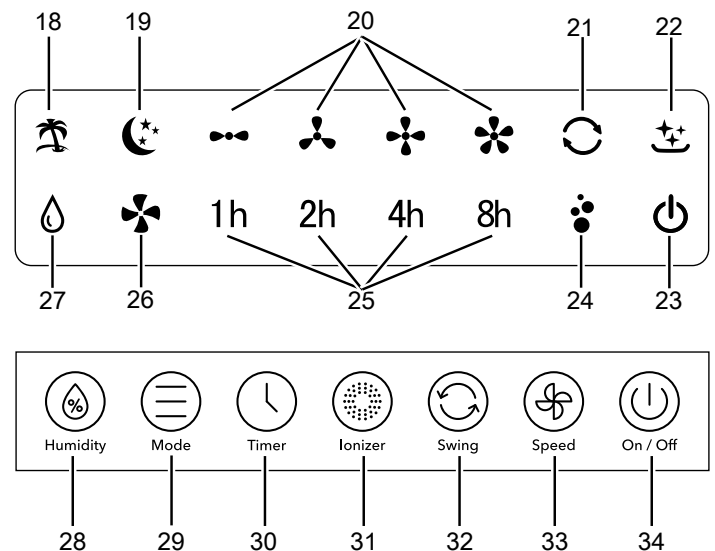 18 19 20 21 22
1h 2h 4h 8h
27 26 25 24 23
%
Humidity Mode Timer Ionizer Swing Speed On / Off
28 29 30 31 32 33 34